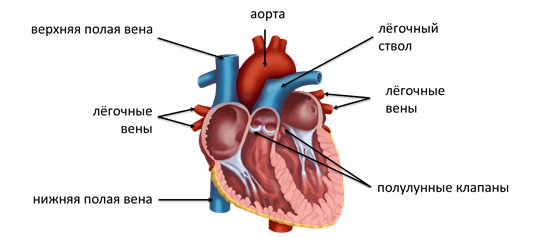 аорта
верхняя полая вена
лёгочный
ствол
лёгочные
вены
лёгочные
вены
полулунные клапаны
нижняя полая вена